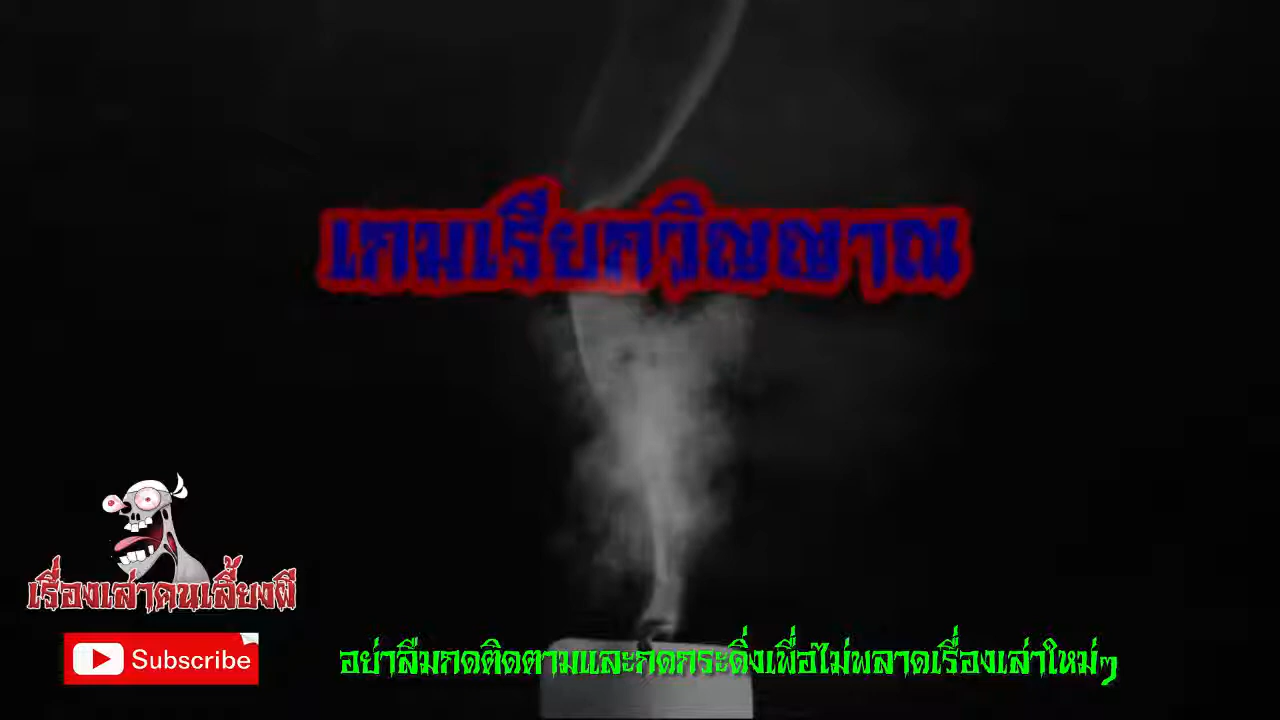 เกมเรียกวิญญาณ
เรื่องเล่าคนเลี้ยงผี
Subscribe
อย่าลืมกดติดตามและกดกระดิ่งเพื่อไม่พลาดเรื่องเล่าใหม่ๆ